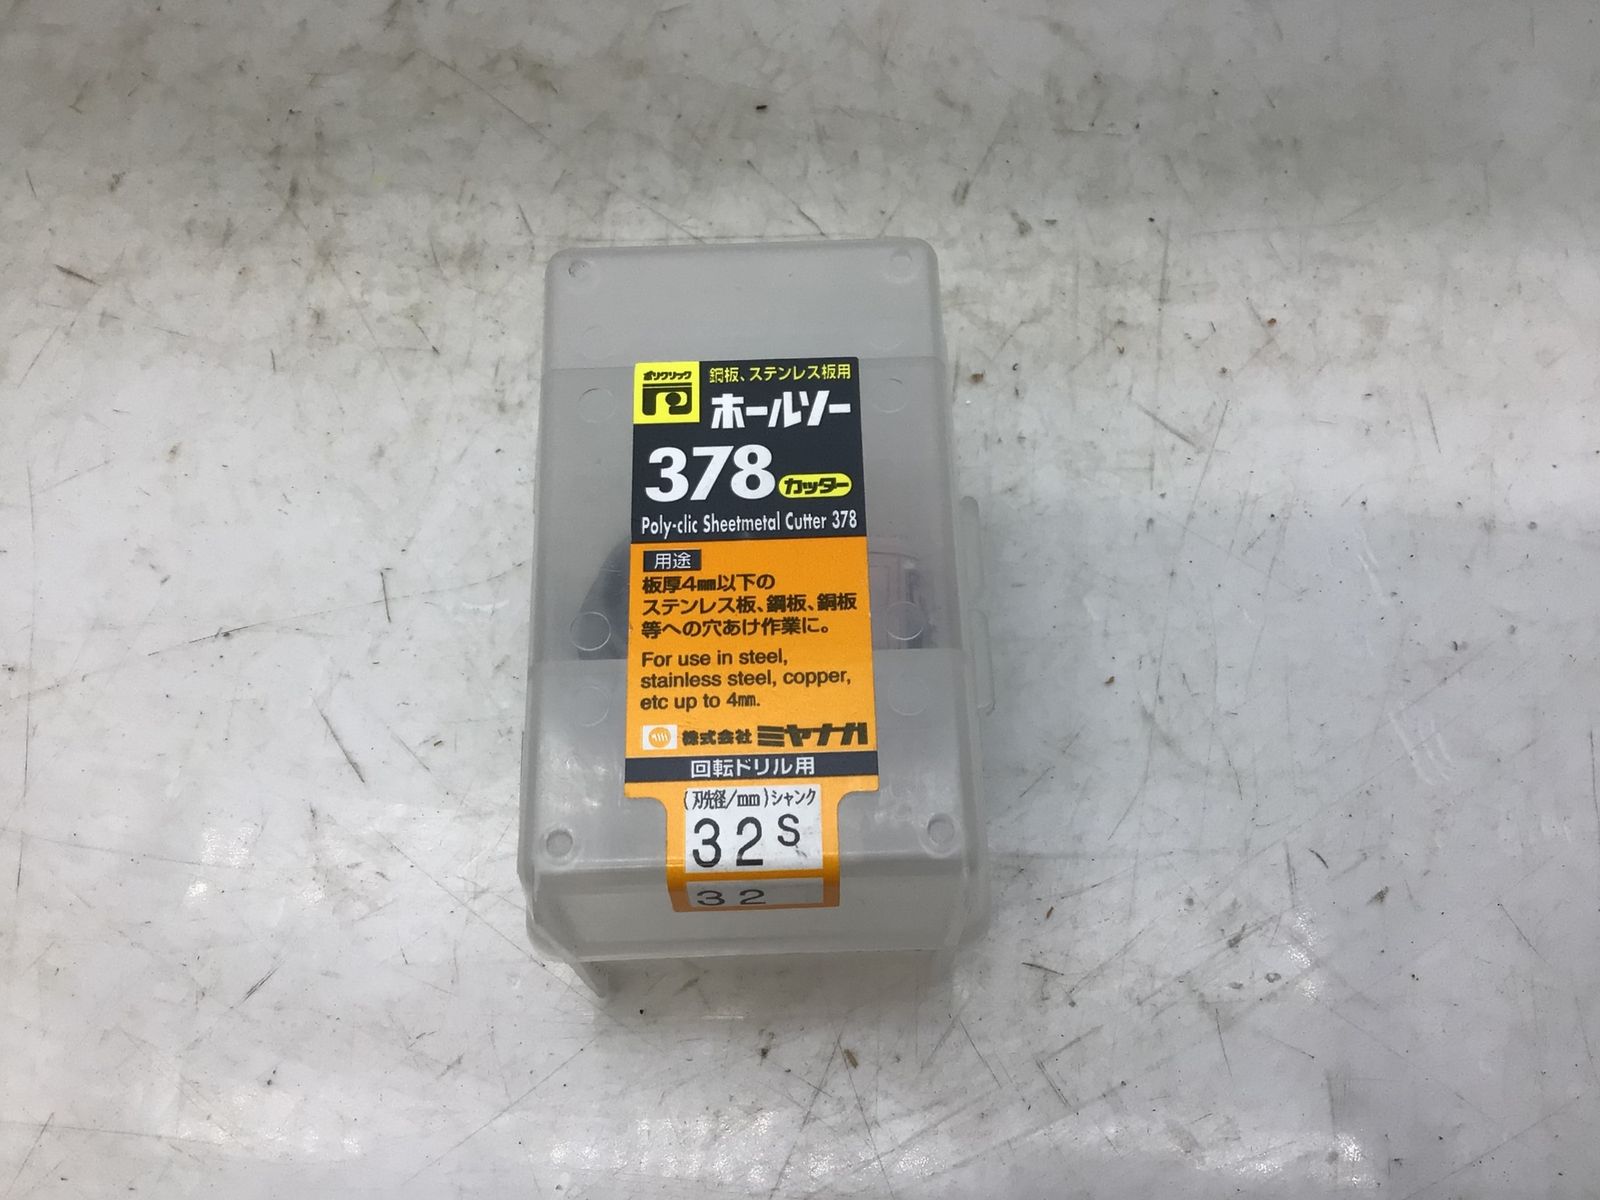 ポリクリック
鋼板、ステンレス板用
ホールソー
378 カッター
Poly-clic Sheetmetal Cutter 378
用途
板厚4㎜以下の
ステンレス板、鋼板、銅板
等への穴あけ作業に。
For use in steel,
stainless steel, copper,
etc up to 4㎜.
株式会社 ミヤナガ
回転ドリル用
(刃先径/mm)シャンク
32 S
32